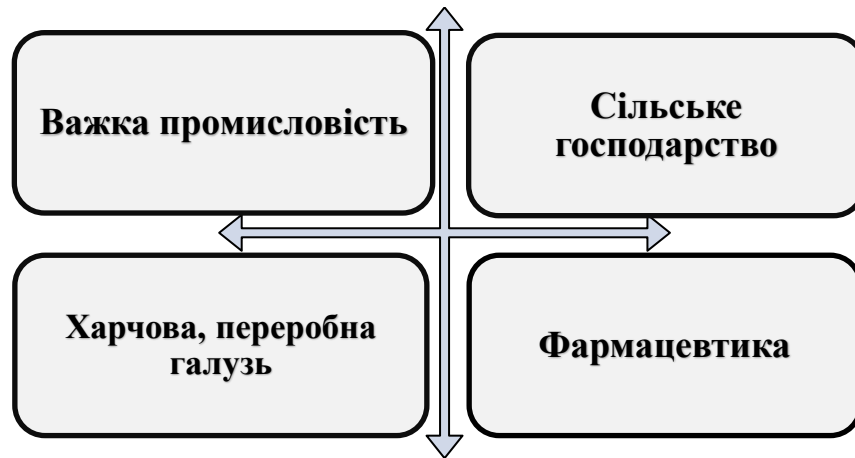 Важка промисловість
Сільське
господарство
Харчова, переробна
галузь
Фармацевтика